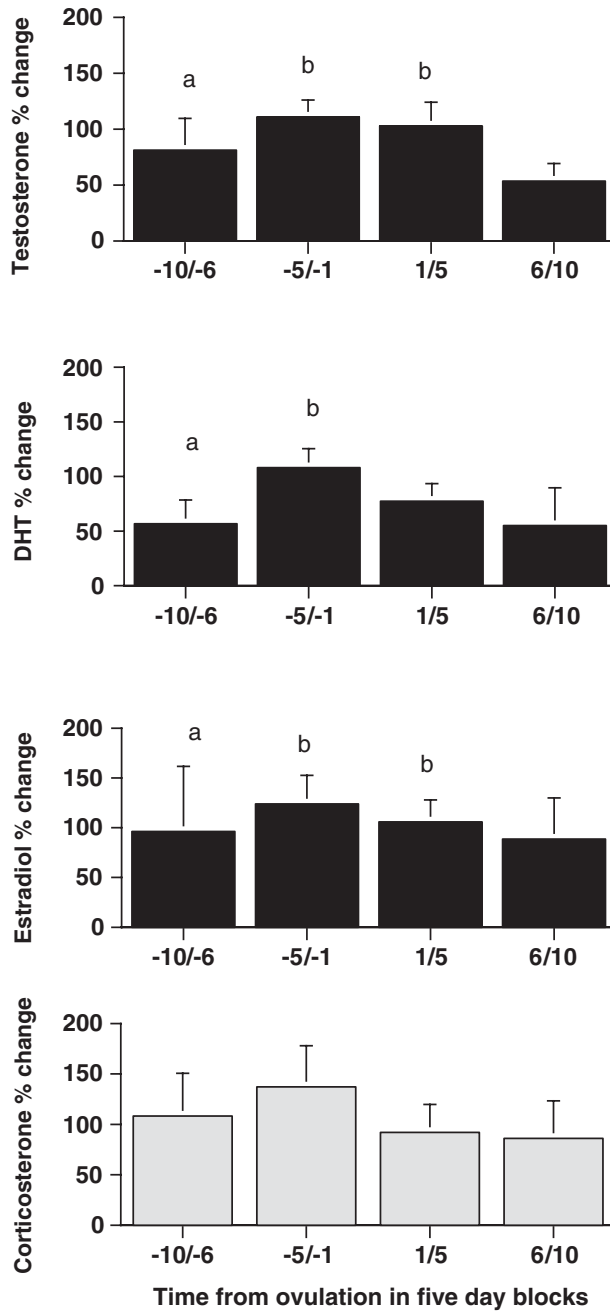 Testosterone % change
200
150
100
50
0
a
b
b
-10/-6 -5/-1 1/5 6/10
DHT % change
200
150
100
50
0
a
b
-10/-6 -5/-1 1/5 6/10
Estradiol % change
200
150
100
50
0
a
b
b
-10/-6 -5/-1 1/5 6/10
Corticosterone % change
200
150
100
50
0
-10/-6 -5/-1 1/5 6/10
Time from ovulation in five day blocks